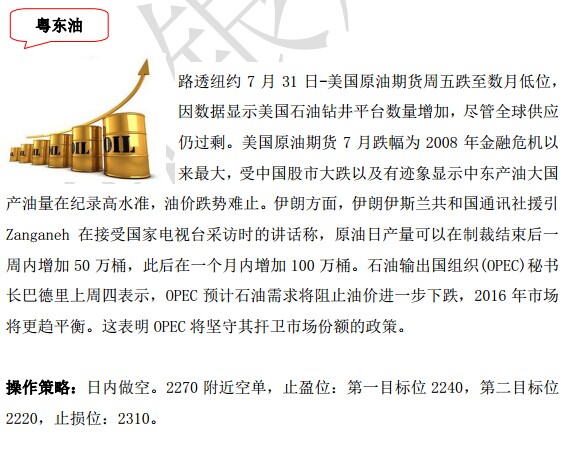 粤东油
路透纽约 7 月 31 日-美国原油期货周五跌至数月低位，
因数据显示美国石油钻井平台数量增加，尽管全球供应
仍过剩。美国原油期货 7 月跌幅为 2008 年金融危机以
来最大，受中国股市大跌以及有迹象显示中东产油大国
产油量在纪录高水准，油价跌势难止。伊朗方面，伊朗伊斯兰共和国通讯社援引
Zanganeh 在接受国家电视台采访时的讲话称，原油日产量可以在制裁结束后一
周内增加 50 万桶，此后在一个月内增加 100 万桶。石油输出国组织(OPEC)秘书
长巴德里上周四表示，OPEC 预计石油需求将阻止油价进一步下跌，2016 年市场
将更趋平衡。这表明 OPEC 将坚守其扞卫市场份额的政策。
操作策略：日内做空。2270 附近空单，止盈位：第一目标位 2240，第二目标位
2220，止损位：2310。
OIL
OIL
OIL
OIL